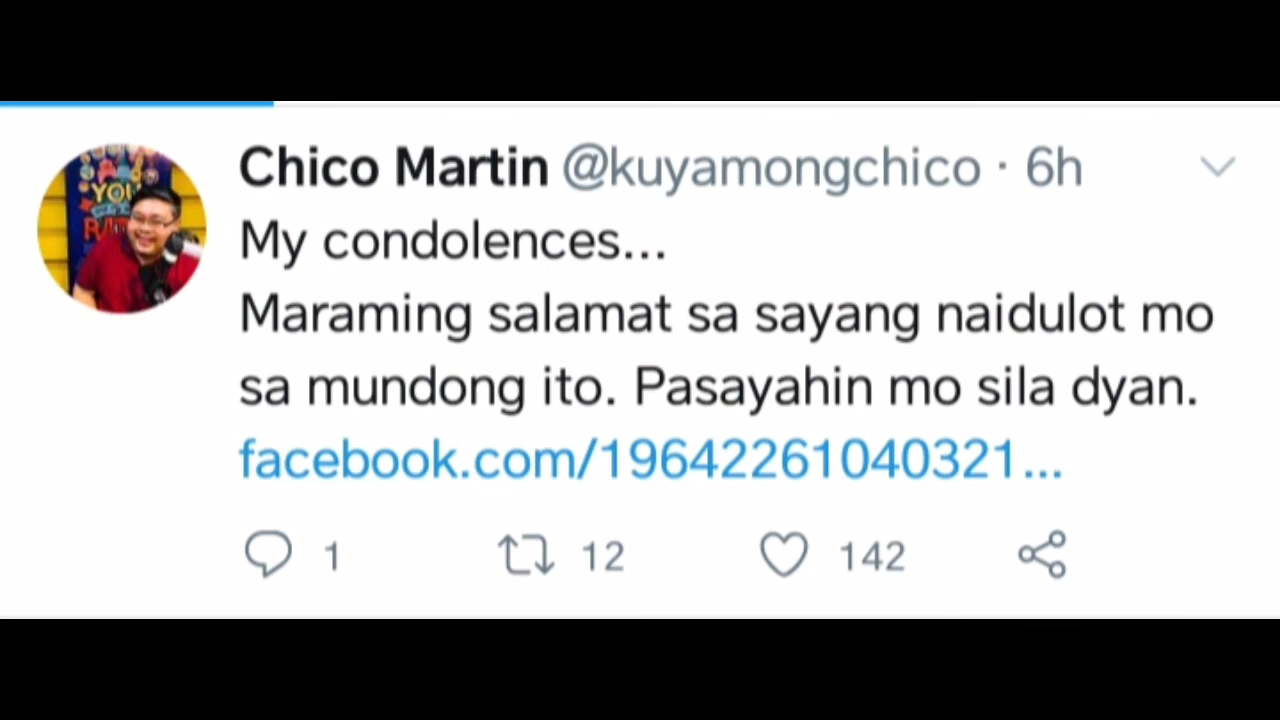 YOU
Chico Martin @kuyamongchico · 6h
My condolences...
Maraming salamat sa sayang naidulot mo
sa mundong ito. Pasayahin mo sila dyan.
facebook.com/19642261040321...
1 12 142